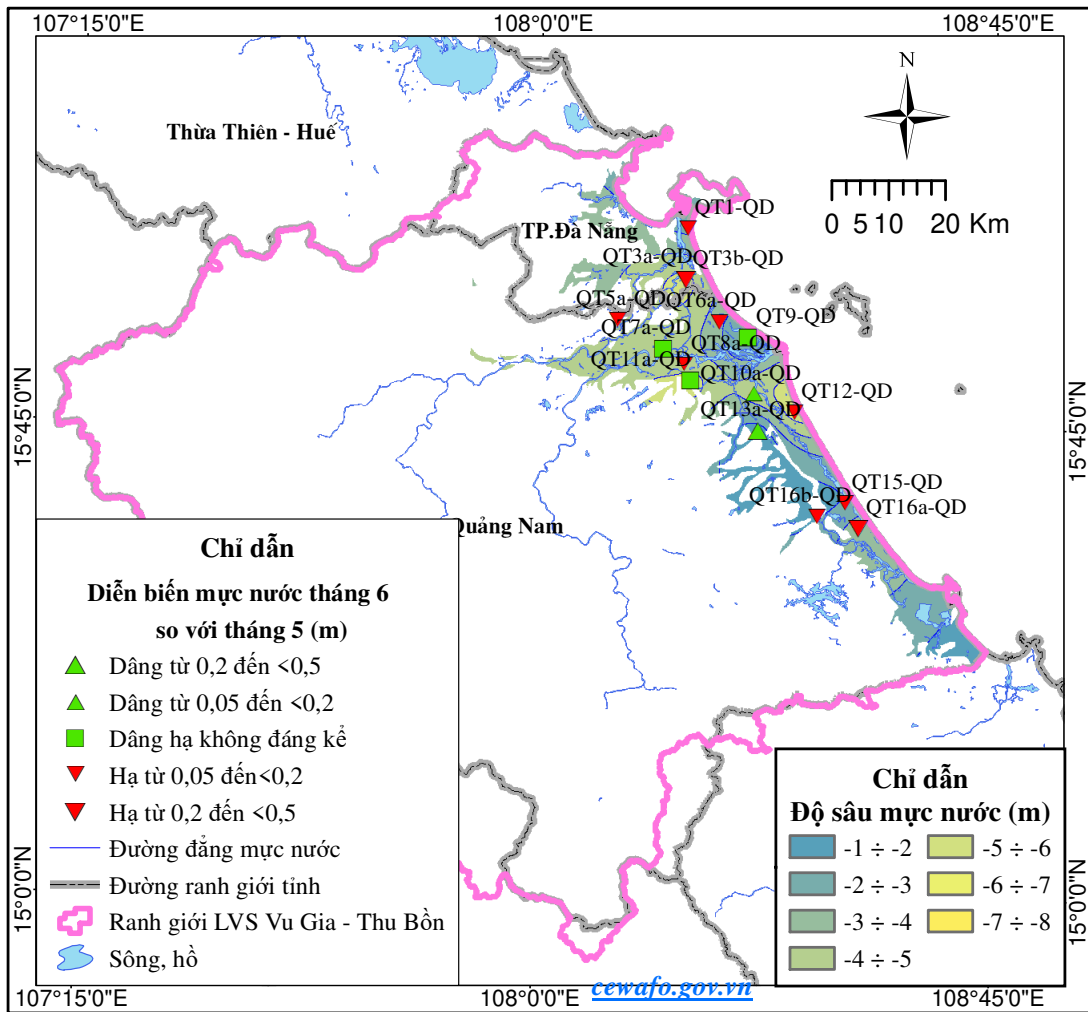 107°15'0"E
108°0'0"E
108°45'0"E
N
Thừa Thiên - Huế
0 5 10 20 Km
QT1-QD
TP.Đà Nẵng
QT3a-QD
QT3b-QD
QT5a-QD
QT6a-QD
QT9-QD
QT7a-QD
QT8a-QD
QT11a-QD
QT10a-QD
QT12-QD
QT13a-QD
15°45'0"N
15°45'0"N
QT15-QD
QT16b-QD
QT16a-QD
Quảng Nam
Chỉ dẫn
Diễn biến mực nước tháng 6
so với tháng 5 (m)
Dâng từ 0,2 đến <0,5
Dâng từ 0,05 đến <0,2
Dâng hạ không đáng kể
Hạ từ 0,05 đến<0,2
Hạ từ 0,2 đến <0,5
Đường đẳng mực nước
Đường ranh giới tỉnh
Ranh giới LVS Vu Gia - Thu Bồn
Sông, hồ
Chỉ dẫn
Độ sâu mực nước (m)
-1 ÷ -2
-2 ÷ -3
-3 ÷ -4
-4 ÷ -5
-5 ÷ -6
-6 ÷ -7
-7 ÷ -8
15°0'0"N
15°0'0"N
cewafo.gov.vn
107°15'0"E
108°0'0"E
108°45'0"E